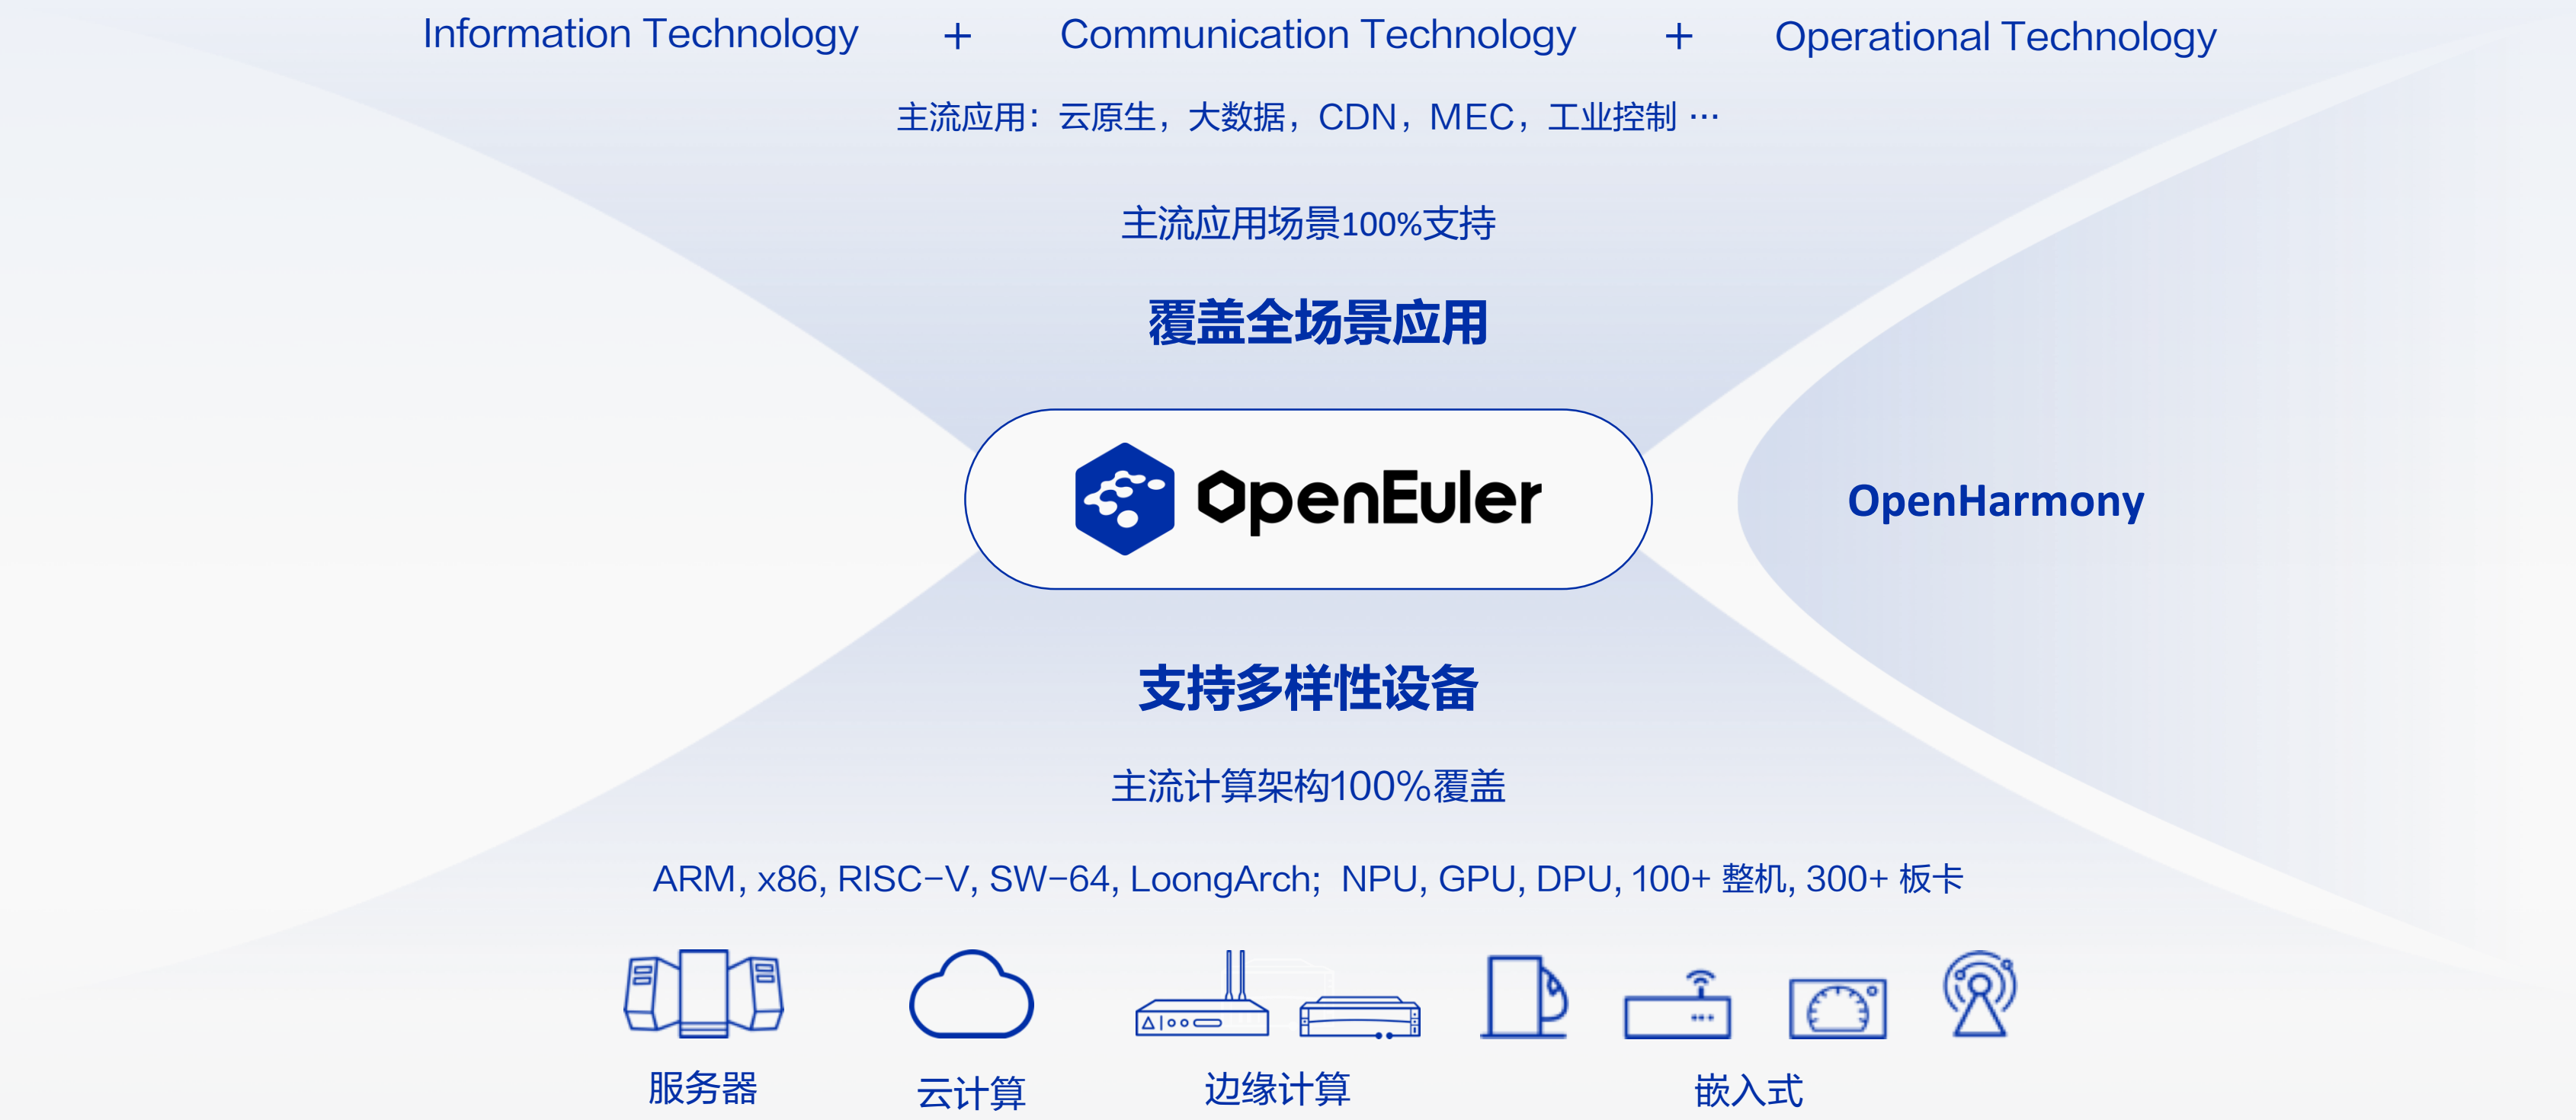 Information Technology + Communication Technology + Operational Technology
主流应用：云原生，大数据，CDN，MEC，工业控制 ···
主流应用场景100%支持
覆盖全场景应用
OpenEuler
OpenHarmony
支持多样性设备
主流计算架构100%覆盖
ARM, x86, RISC-V, SW-64, LoongArch; NPU, GPU, DPU, 100+ 整机, 300+ 板卡
服务器 云计算 边缘计算 嵌入式